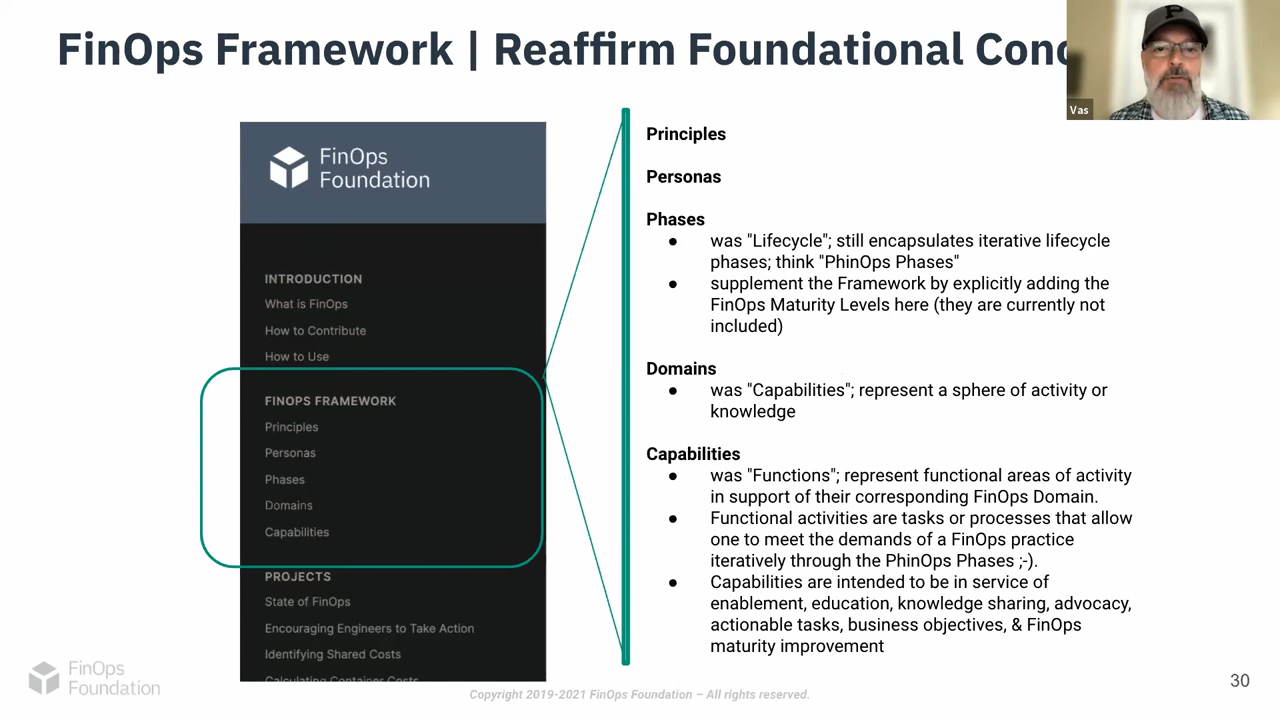 FinOps Framework | Reaffirm Foundational
Vas
FinOps
Foundation
INTRODUCTION
What is FinOps
How to Contribute
How to Use
FINOPS FRAMEWORK
Principles
Personas
Phases
Domains
Capabilities
PROJECTS
State of FinOps
Encouraging Engineers to Take Action
Identifying Shared Costs
Calculating Container Costs
Principles
Personas
Phases
● was "Lifecycle"; still encapsulates iterative lifecycle
phases; think "PhinOps Phases"
● supplement the Framework by explicitly adding the
FinOps Maturity Levels here (they are currently not
included)
Domains
● was "Capabilities"; represent a sphere of activity or
knowledge
Capabilities
● was "Functions"; represent functional areas of activity
in support of their corresponding FinOps Domain.
● Functional activities are tasks or processes that allow
one to meet the demands of a FinOps practice
iteratively through the PhinOps Phases ;-).
● Capabilities are intended to be in service of
enablement, education, knowledge sharing, advocacy,
actionable tasks, business objectives, & FinOps
maturity improvement
FinOps
Foundation
Copyright 2019-2021 FinOps Foundation – All rights reserved.
30